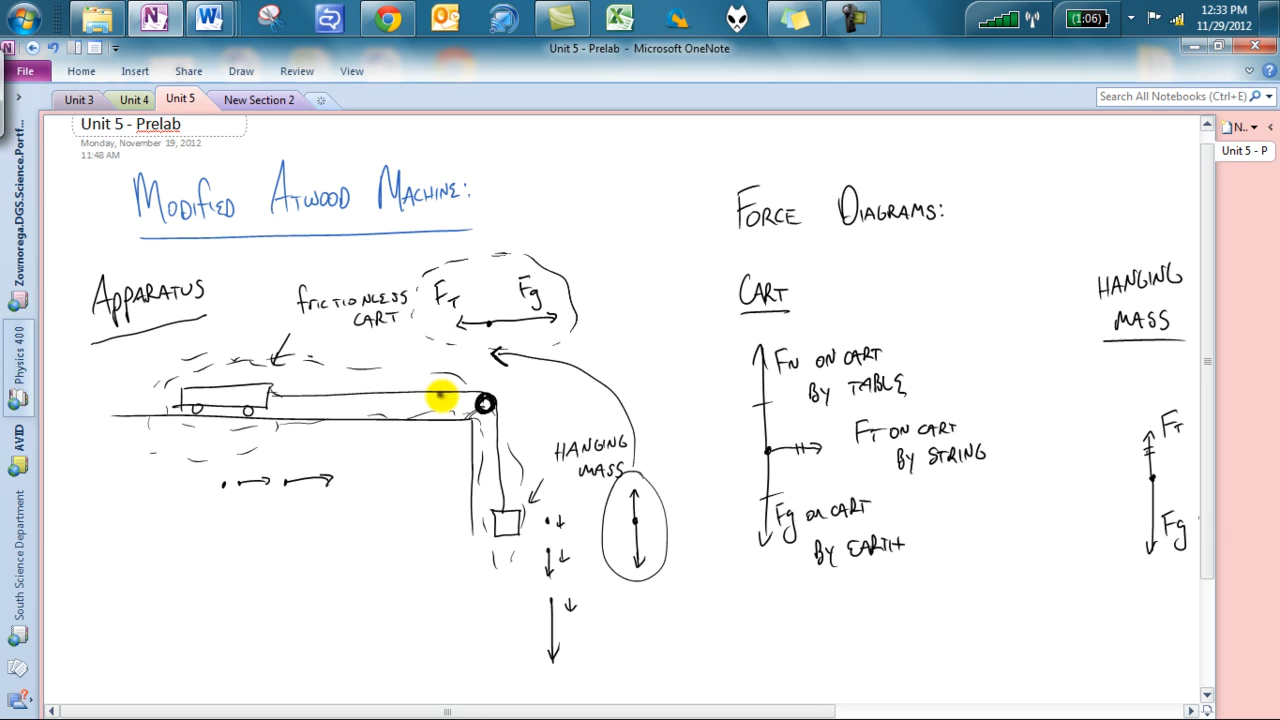 12:33 PM
(1:06)
11/29/2012
Unit 5 - Prelab - Microsoft OneNote
File
Home
Insert
Share
Draw
Review
View
Unit 3
Unit 4
Unit 5
New Section 2
Search All Notebooks (Ctrl+E)
N..
Unit 5 - P
Zownorega.DGS.Science.Portf...
Physics 400
AVID
South Science Department
Unit 5 - Prelab
Monday, November 19, 2012
11:48 AM
MODIFIED ATWOOD MACHINE:
APPARATUS
frictionless
CART
FT
Fg
HANGING
MASS
FORCE DIAGRAMS:
CART
FN ON CART
BY TABLE
FT ON CART
BY STRING
Fg on CART
BY EARTH
HANGING
MASS
FT
Fg